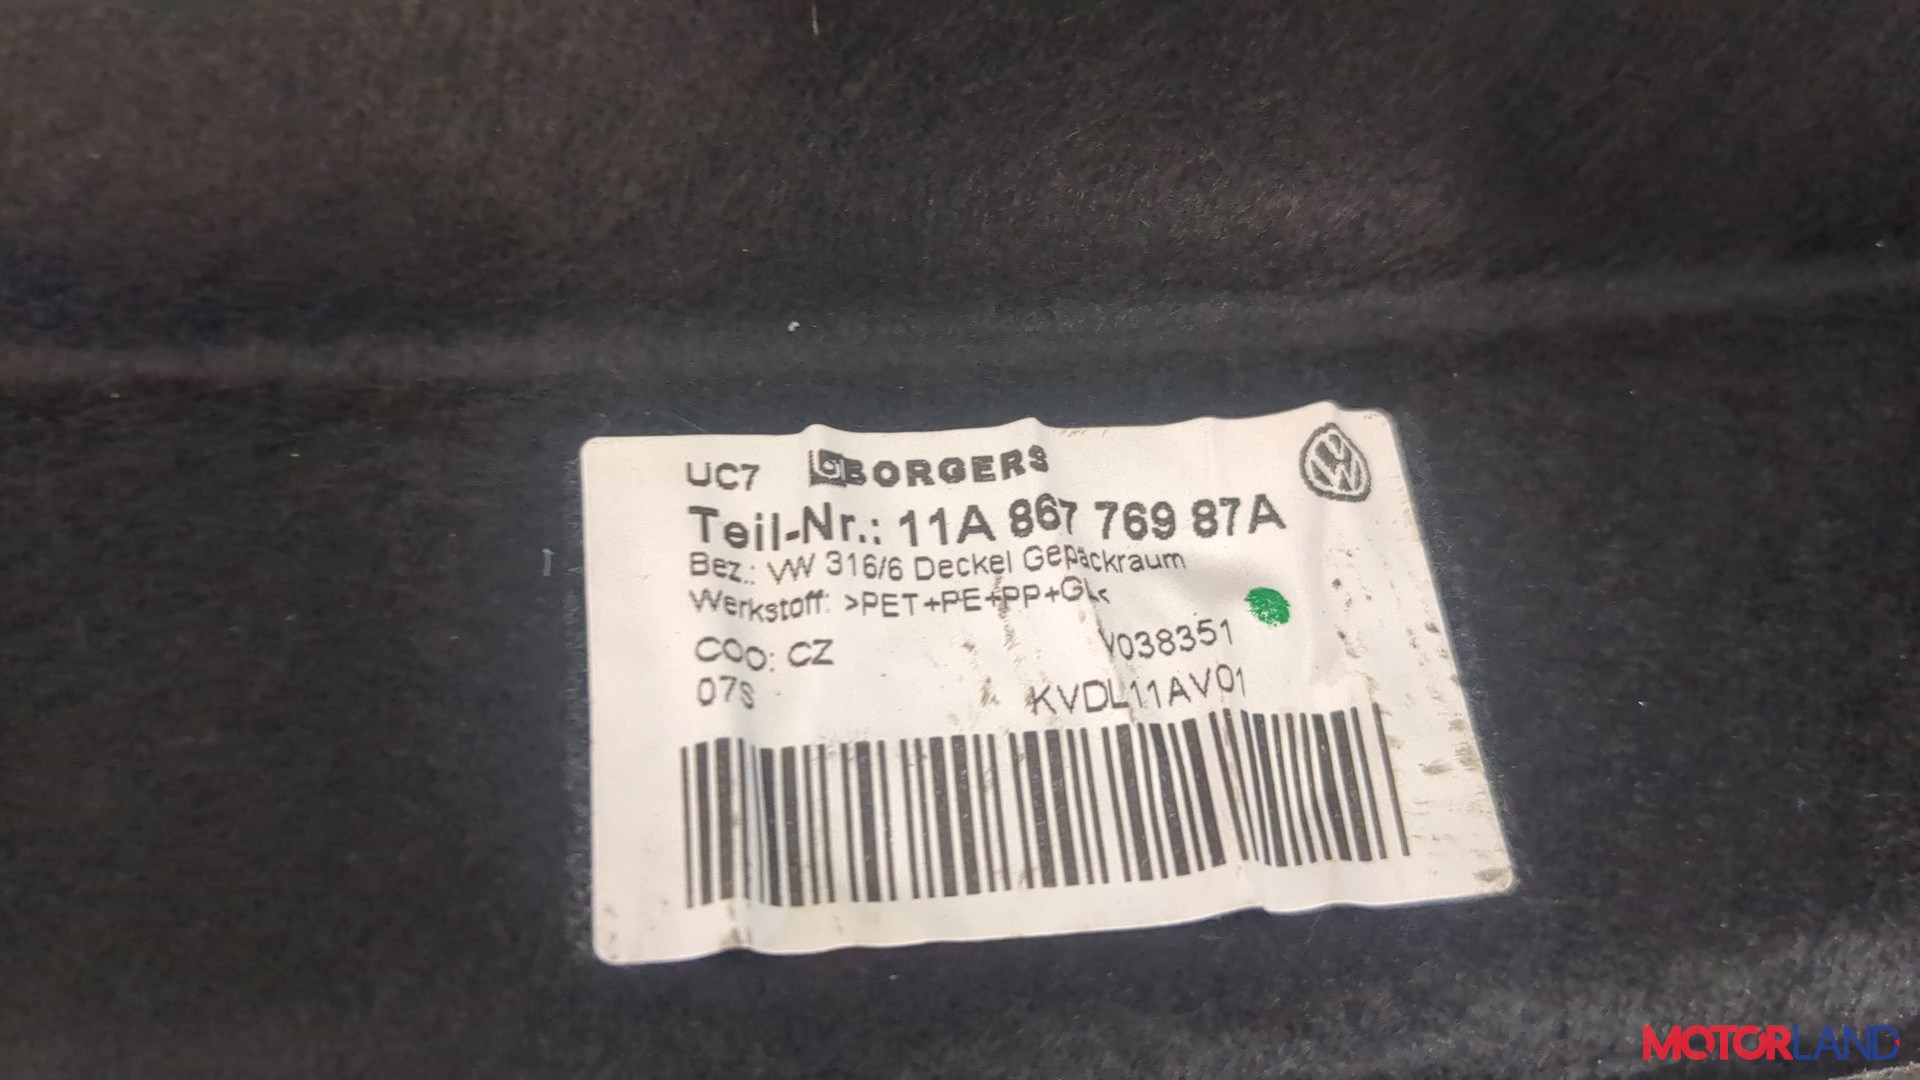 UC7 BORGERS
Teil-Nr.: 11A 867 769 87A
Bez.: VW 316/6 Deckel Gepäckraum
Werkstoff: >PET+PE+PP+GL<
COO: CZ V038351
07S KVDL11AV01
MOTORLAND